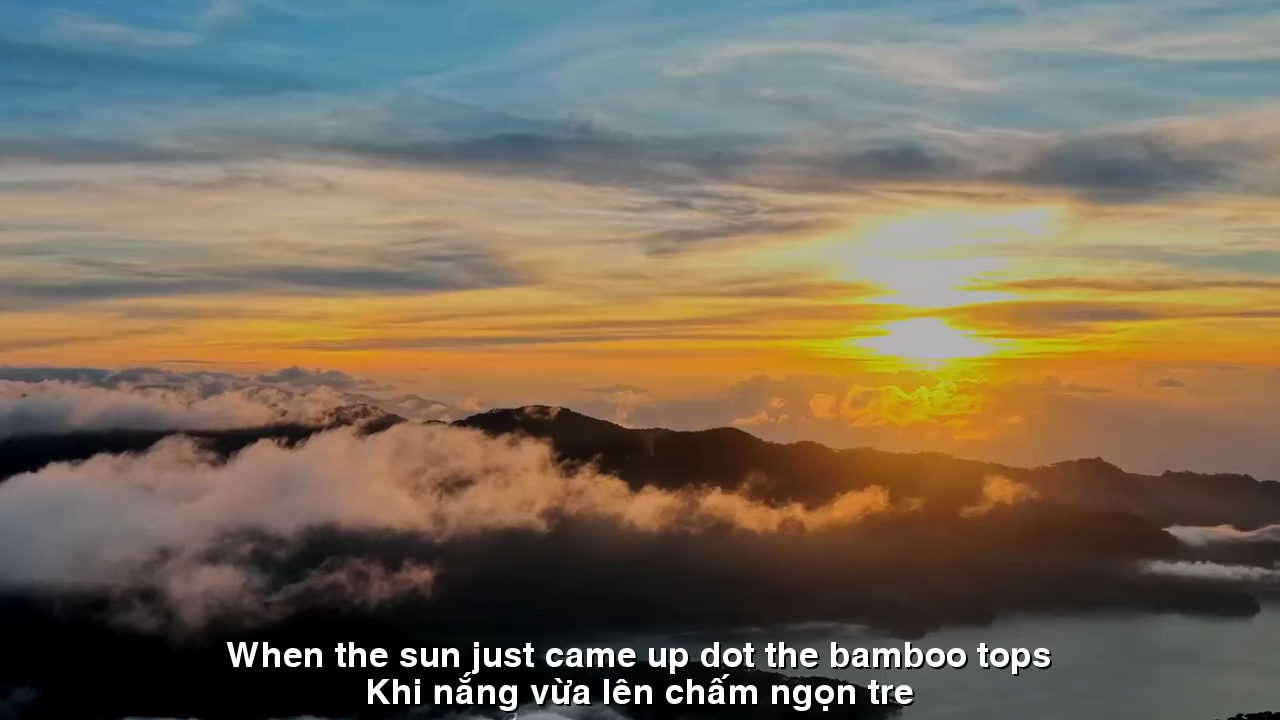 When the sun just came up dot the bamboo tops
Khi nắng vừa lên chấm ngọn tre